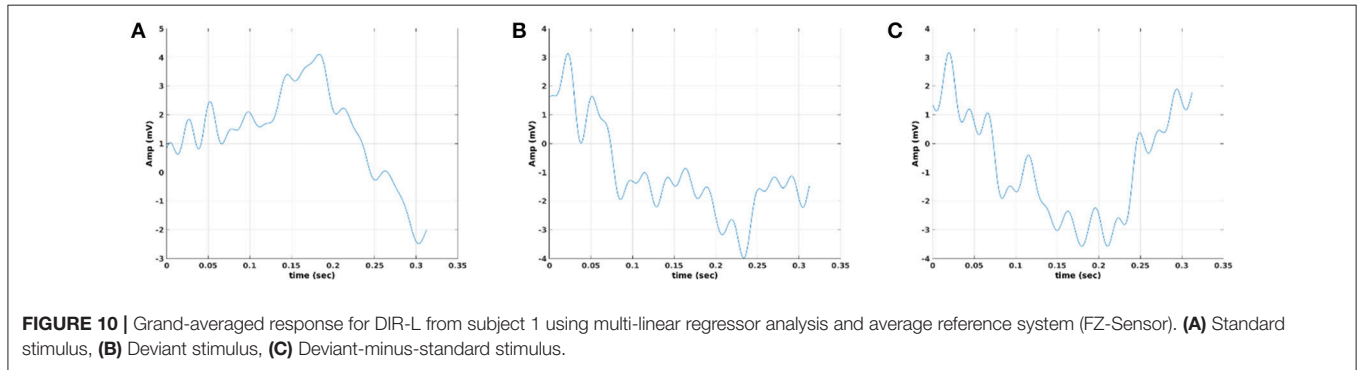 A
B
C
5
4
3
2
1
0
-1
-2
-3
Amp (mV)
0 0.05 0.1 0.15 0.2 0.25 0.3 0.35
time (sec)
4
3
2
1
0
-1
-2
-3
-4
Amp (mV)
0 0.05 0.1 0.15 0.2 0.25 0.3 0.35
time (sec)
4
3
2
1
0
-1
-2
-3
-4
Amp (mV)
0 0.05 0.1 0.15 0.2 0.25 0.3 0.35
time (sec)
FIGURE 10 | Grand-averaged response for DIR-L from subject 1 using multi-linear regressor analysis and average reference system (FZ-Sensor). (A) Standard
stimulus, (B) Deviant stimulus, (C) Deviant-minus-standard stimulus.